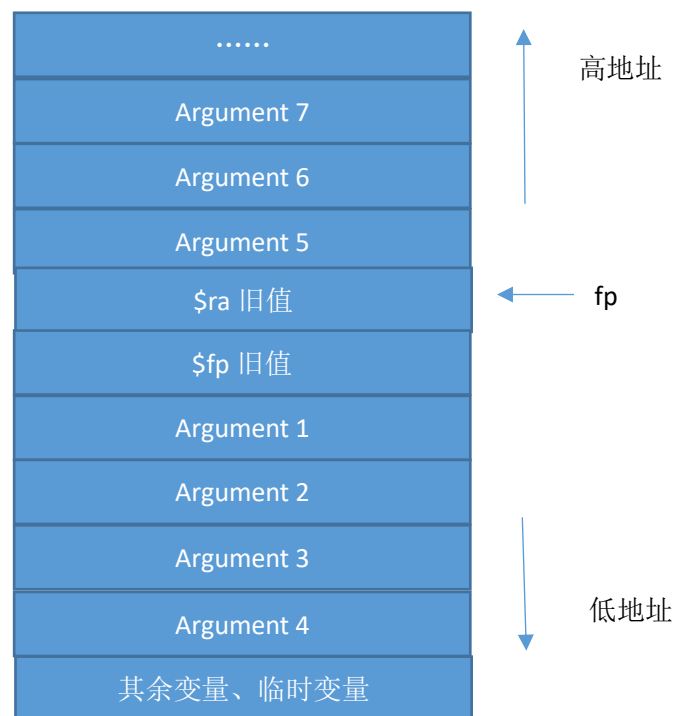 ……
高地址
Argument 7
Argument 6
Argument 5
$ra 旧值
fp
$fp 旧值
Argument 1
Argument 2
Argument 3
低地址
Argument 4
其余变量、临时变量